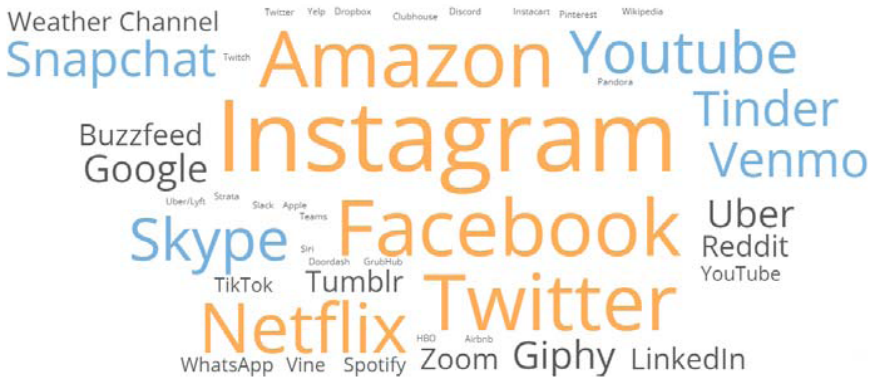 Twitter Yelp Dropbox Clubhouse Discord Instacart Pinterest Wikipedia
Weather Channel
Snapchat Twitch Amazon Youtube
Pandora
Instagram Tinder
Buzzfeed
Google Venmo
Uber/Lyft Strata Slack Apple
Teams
Skype Siri Facebook Uber
Reddit
Doordash GrubHub
TikTok Tumblr YouTube
Netflix Twitter
HBO Airbnb
WhatsApp Vine Spotify Zoom Giphy LinkedIn